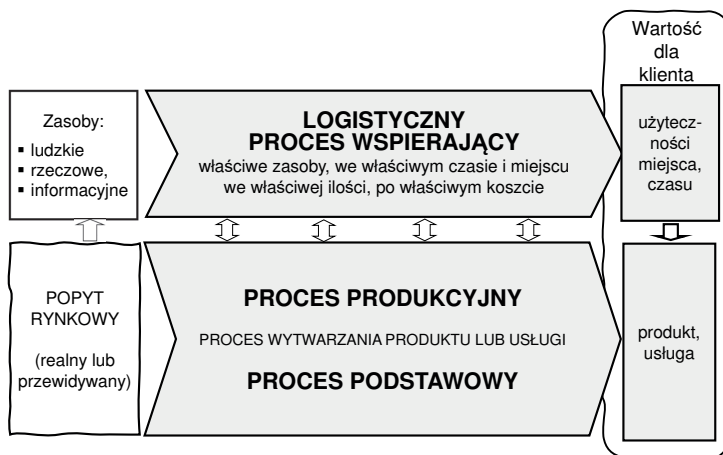 Wartość
dla
klienta
Zasoby:
▪ ludzkie
▪ rzeczowe,
▪ informacyjne
LOGISTYCZNY
PROCES WSPIERAJĄCY
właściwe zasoby, we właściwym czasie i miejscu
we właściwej ilości, po właściwym koszcie
użytecz-
ności
miejsca,
czasu
POPYT
RYNKOWY
(realny lub
przewidywany)
PROCES PRODUKCYJNY
PROCES WYTWARZANIA PRODUKTU LUB USŁUGI
PROCES PODSTAWOWY
produkt,
usługa